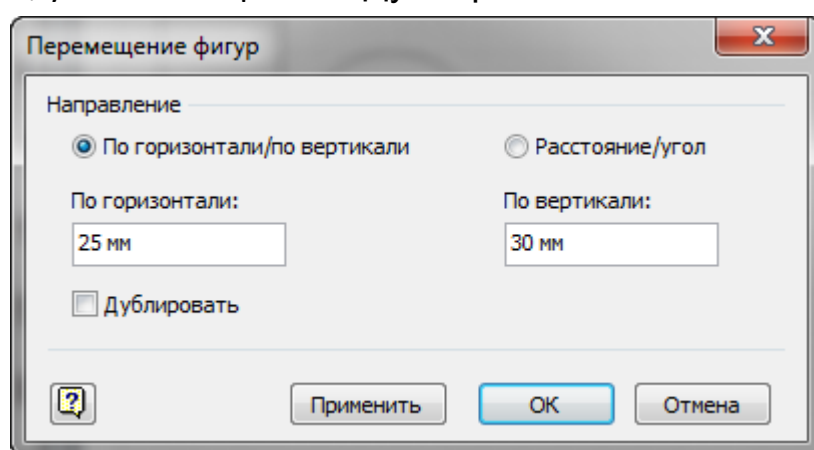 Перемещение фигур
Направление
По горизонтали/по вертикали Расстояние/угол
По горизонтали: По вертикали:
25 мм 30 мм
Дублировать
Применить ОК Отмена